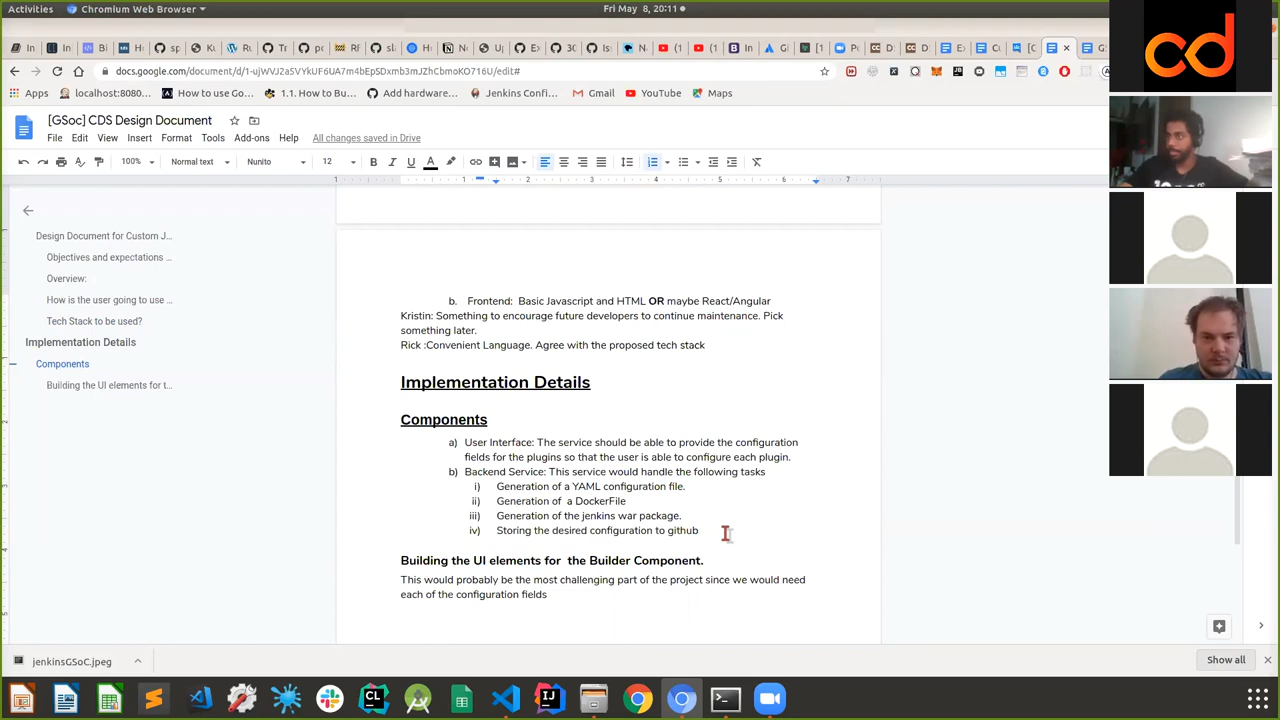 Activities Chromium Web Browser Fri May 8, 20:11
docs.google.com/document/d/
[GSoc] CDS Design Document
Apps localhost:8080... How to use Go... 1.1. How to Bu... Add hardware... Jenkins Confi... Gmail YouTube Maps
File Edit View Insert Format Tools Add-ons Help All changes saved in Drive
100% Normal text Nunito 12 B I U A
1 1 2 3 4 5 6 7
Design Document for Custom J...
Objectives and expectations ...
Overview:
How is the user going to use ...
Tech Stack to be used?
Implementation Details
Components
Building the UI elements for t...
b. Frontend: Basic Javascript and HTML OR maybe React/Angular
Kristin: Something to encourage future developers to continue maintenance. Pick
something later.
Rick :Convenient Language. Agree with the proposed tech stack
Implementation Details
Components
a) User Interface: The service should be able to provide the configuration
fields for the plugins so that the user is able to configure each plugin.
b) Backend Service: This service would handle the following tasks
i) Generation of a YAML configuration file.
ii) Generation of a DockerFile
iii) Generation of the jenkins war package.
iv) Storing the desired configuration to github
Building the UI elements for the Builder Component.
This would probably be the most challenging part of the project since we would need
each of the configuration fields
jenkinsGSoC.jpeg
Show all
cd